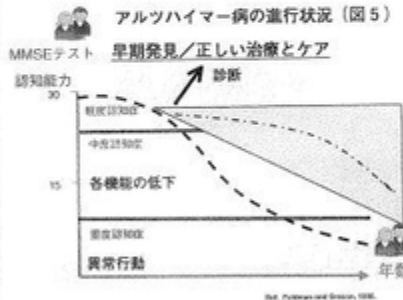 アルツハイマー病の進行状況（図5）
MMSEテスト 早期発見／正しい治療とケア
認知能力
診断
30
軽度認知症
中度認知症
15
各機能の低下
重度認知症
異常行動
年数